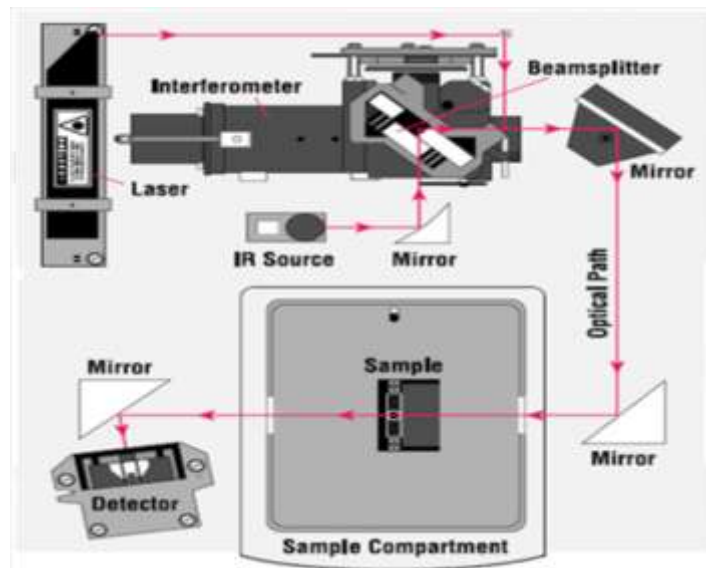 Interferometer
Beamsplitter
Laser
Mirror
IR Source
Mirror
Optical Path
Mirror
Sample
Mirror
Detector
Sample Compartment